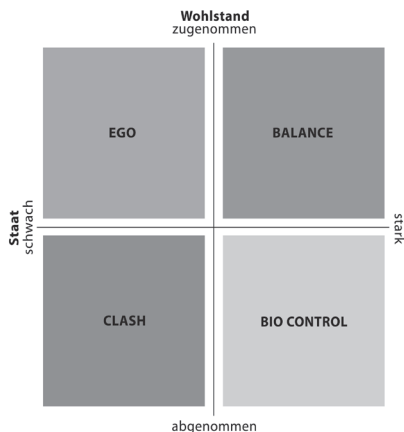 Wohlstand
zugenommen
EGO
BALANCE
Staat
schwach
stark
CLASH
BIO CONTROL
abgenommen